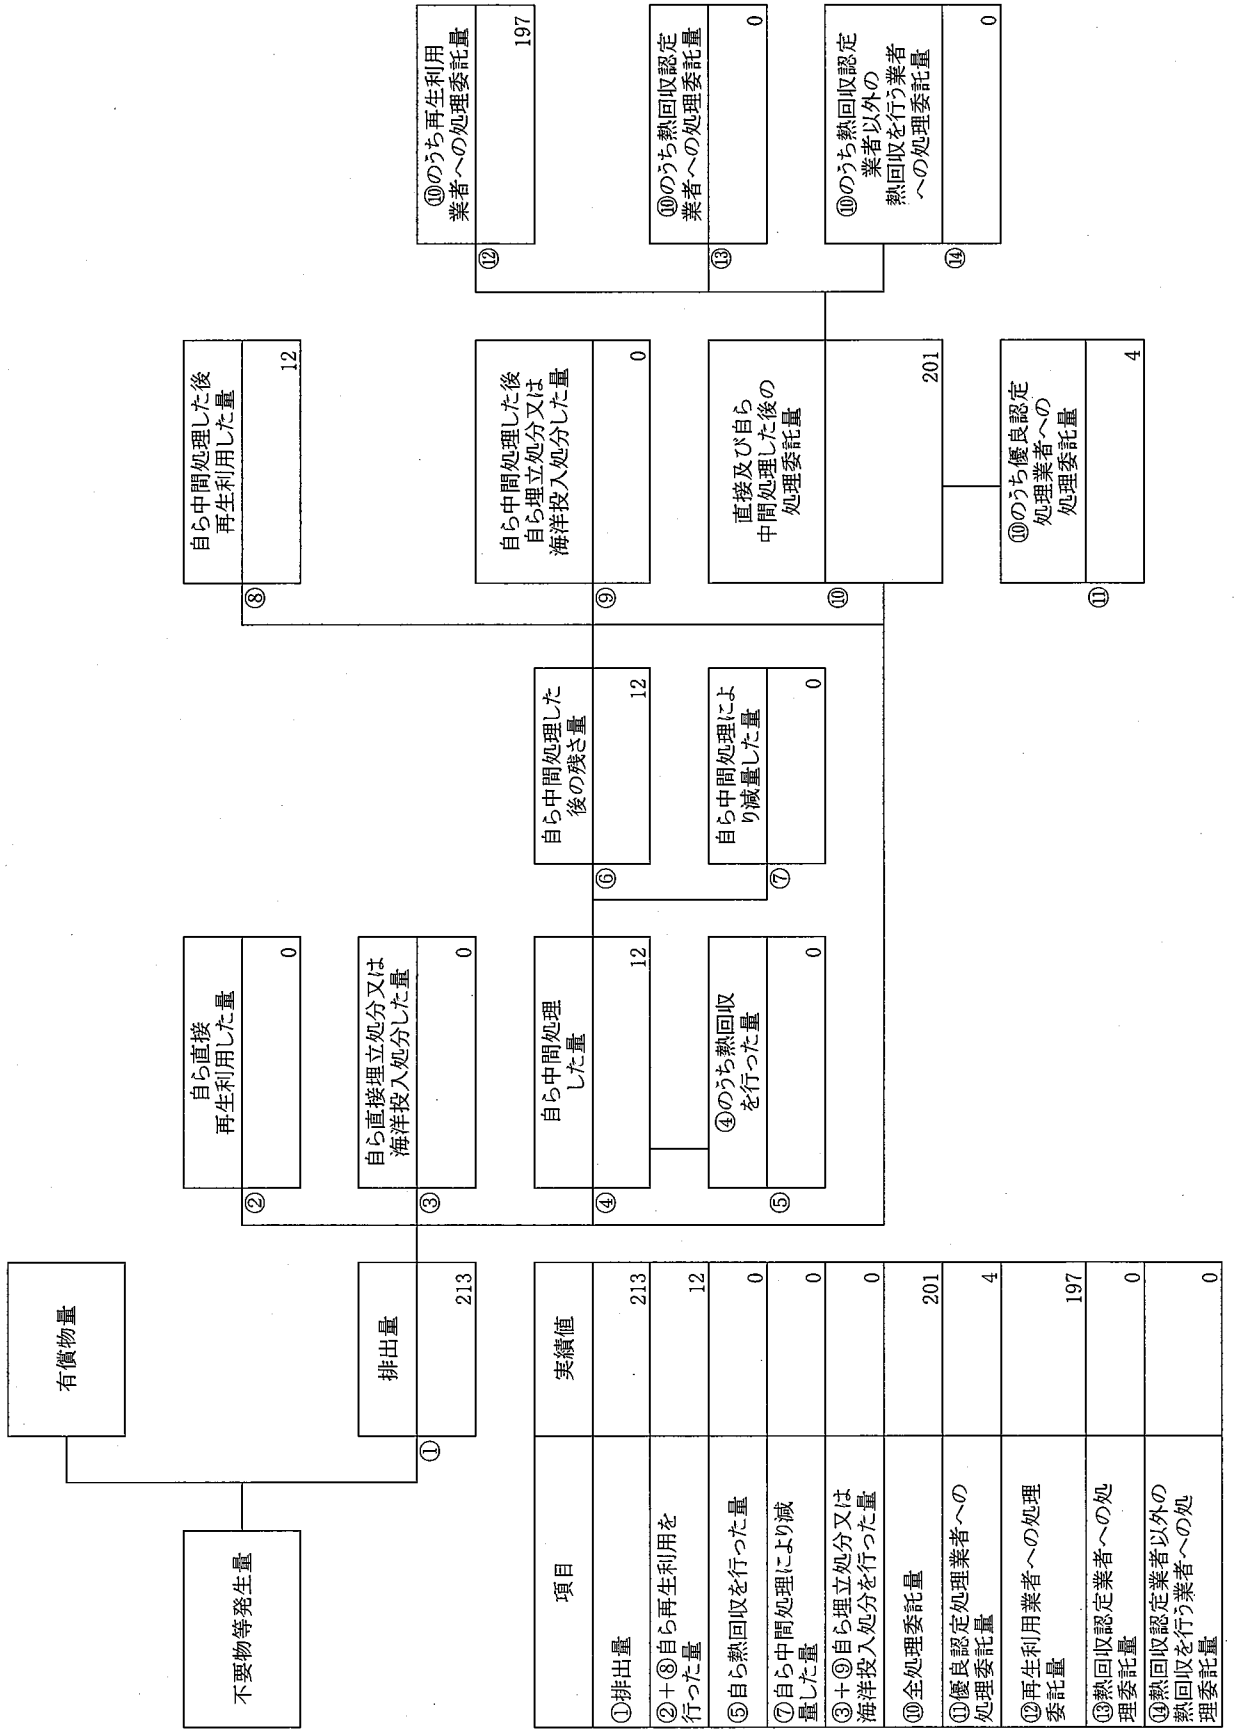 有償物量
不要物等発生量
排出量
①
213
自ら直接
再生利用した量
②
0
自ら直接埋立処分又は
海洋投入処分した量
③
0
自ら中間処理
した量
④
12
④のうち熱回収
を行った量
⑤
0
自ら中間処理した
後の残さ量
⑥
12
自ら中間処理によ
り減量した量
⑦
0
自ら中間処理した後
再生利用した量
⑧
12
自ら中間処理した後
自ら埋立処分又は
海洋投入処分した量
⑨
0
直接及び自ら
中間処理した後の
処理委託量
⑩
201
⑩のうち優良認定
処理業者への
処理委託量
⑪
4
⑩のうち再生利用
業者への処理委託量
⑫
197
⑩のうち熱回収認定
業者への処理委託量
⑬
0
⑩のうち熱回収認定
業者以外の
熱回収を行う業者
への処理委託量
⑭
0
項目 実績値
①排出量 213
②+⑧自ら再生利用を
行った量 12
⑤自ら熱回収を行った量 0
⑦自ら中間処理により減
量した量 0
③+⑨自ら埋立処分又は
海洋投入処分を行った量 0
⑩全処理委託量 201
⑪優良認定処理業者への
処理委託量 4
⑫再生利用業者への処理
委託量 197
⑬熱回収認定業者への処
理委託量 0
⑭熱回収認定業者以外の
熱回収を行う業者への処
理委託量 0